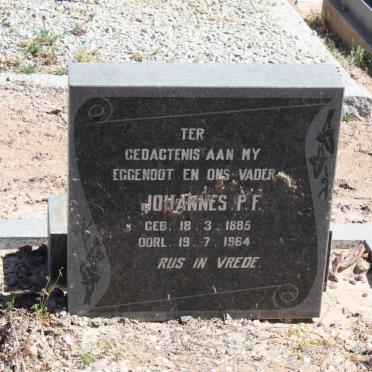 TER
GEDAGTENIS AAN MY
EGGENOOT EN ONS VADER
JOHANNES P.F.
GEB. 18. 3. 1885
OORL. 19. 7. 1964
RUS IN VREDE.